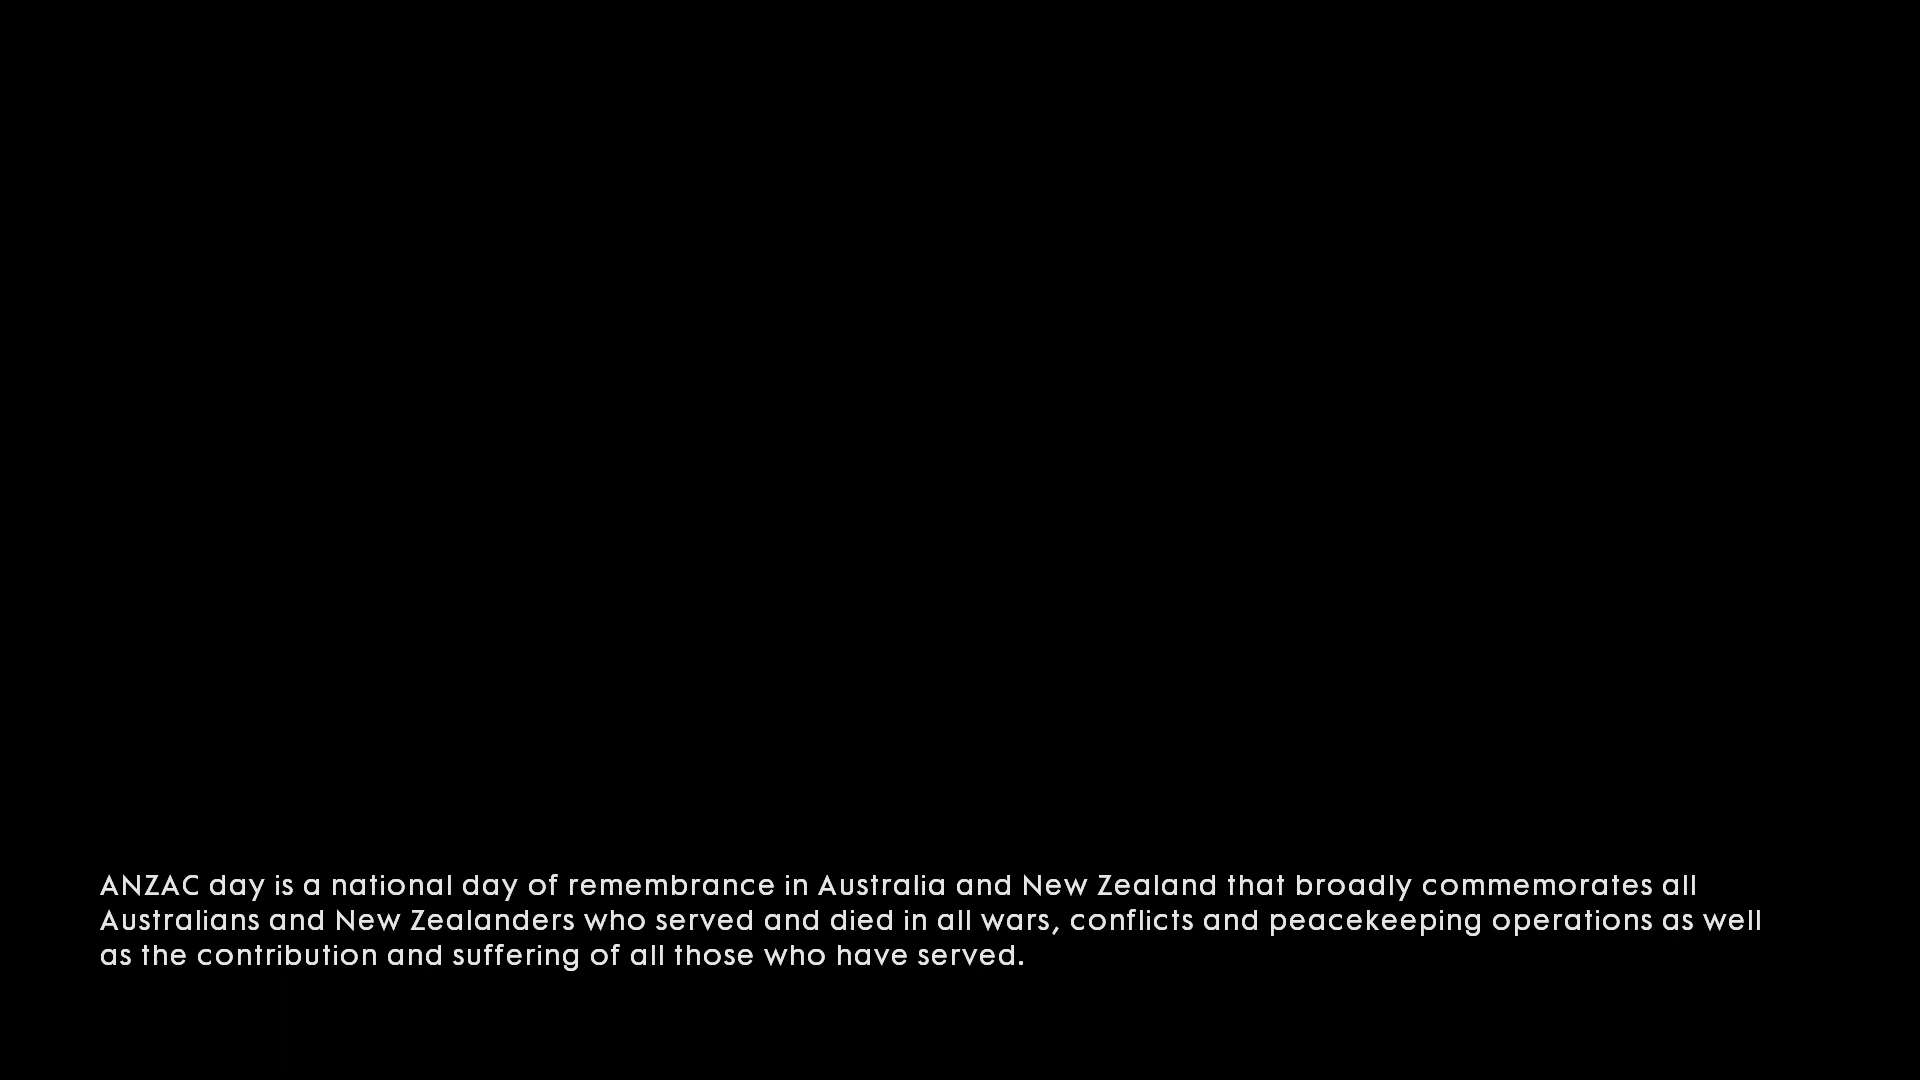 ANZAC day is a national day of remembrance in Australia and New Zealand that broadly commemorates all
Australians and New Zealanders who served and died in all wars, conflicts and peacekeeping operations as well
as the contribution and suffering of all those who have served.